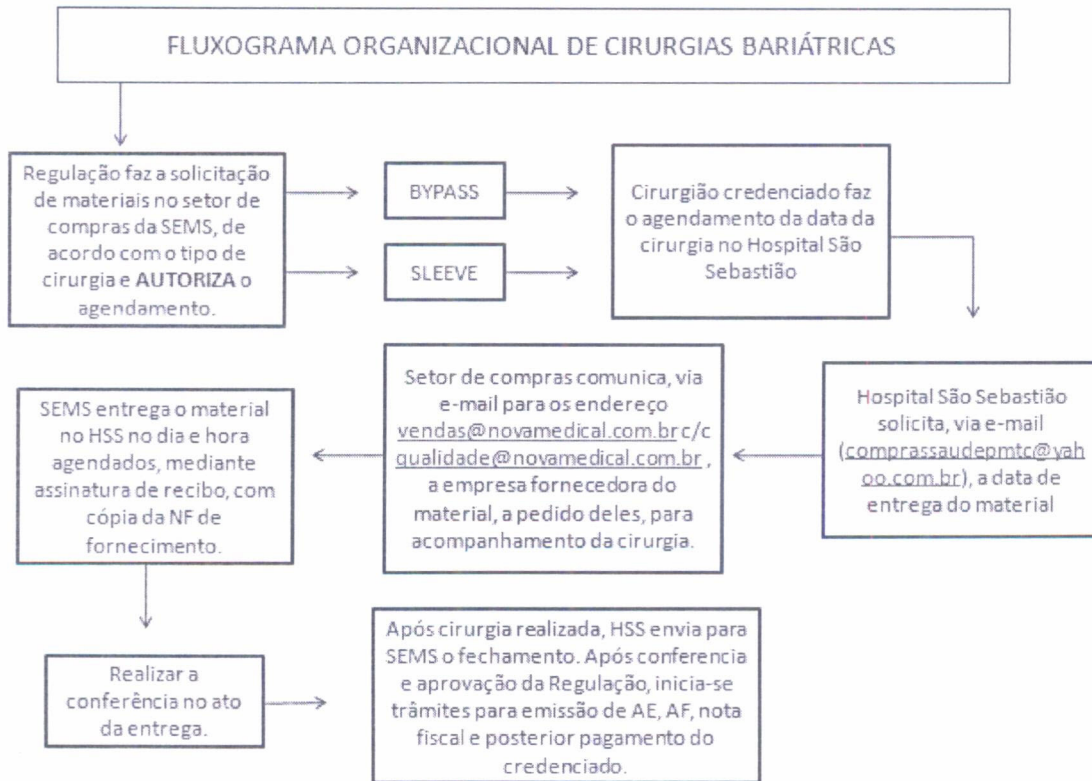 FLUXOGRAMA ORGANIZACIONAL DE CIRURGIAS BARIÁTRICAS
Regulação faz a solicitação
de materiais no setor de
compras da SEMS, de
acordo com o tipo de
cirurgia e AUTORIZA o
agendamento.
BYPASS
SLEEVE
Cirurgião credenciado faz
o agendamento da data da
cirurgia no Hospital São
Sebastião
Hospital São Sebastião
solicita, via e-mail
(comprassaudepmtc@yah
oo.com.br), a data de
entrega do material
Setor de compras comunica, via
e-mail para os endereço
vendas@novamedical.com.br c/c
qualidade@novamedical.com.br ,
a empresa fornecedora do
material, a pedido deles, para
acompanhamento da cirurgia.
SEMS entrega o material
no HSS no dia e hora
agendados, mediante
assinatura de recibo, com
cópia da NF de
fornecimento.
Realizar a
conferência no ato
da entrega.
Após cirurgia realizada, HSS envia para
SEMS o fechamento. Após conferencia
e aprovação da Regulação, inicia-se
trâmites para emissão de AE, AF, nota
fiscal e posterior pagamento do
credenciado.